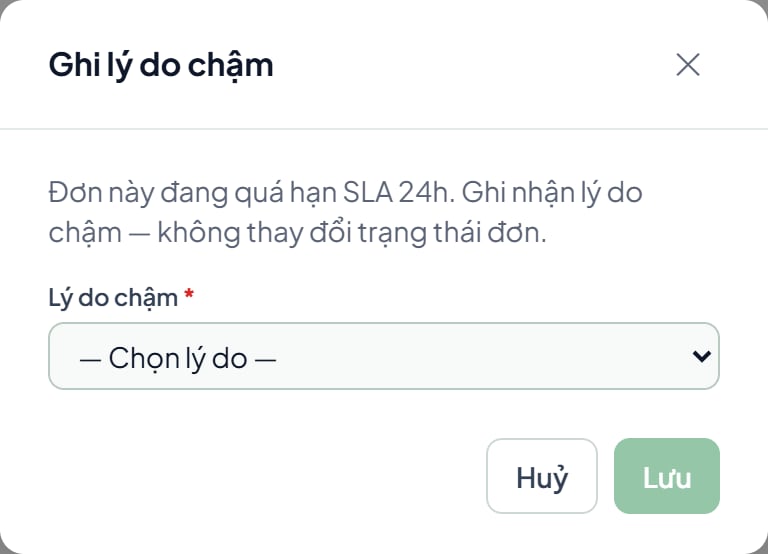 Ghi lý do chậm
Đơn này đang quá hạn SLA 24h. Ghi nhận lý do
chậm — không thay đổi trạng thái đơn.
Lý do chậm *
— Chọn lý do —
Huỷ
Lưu